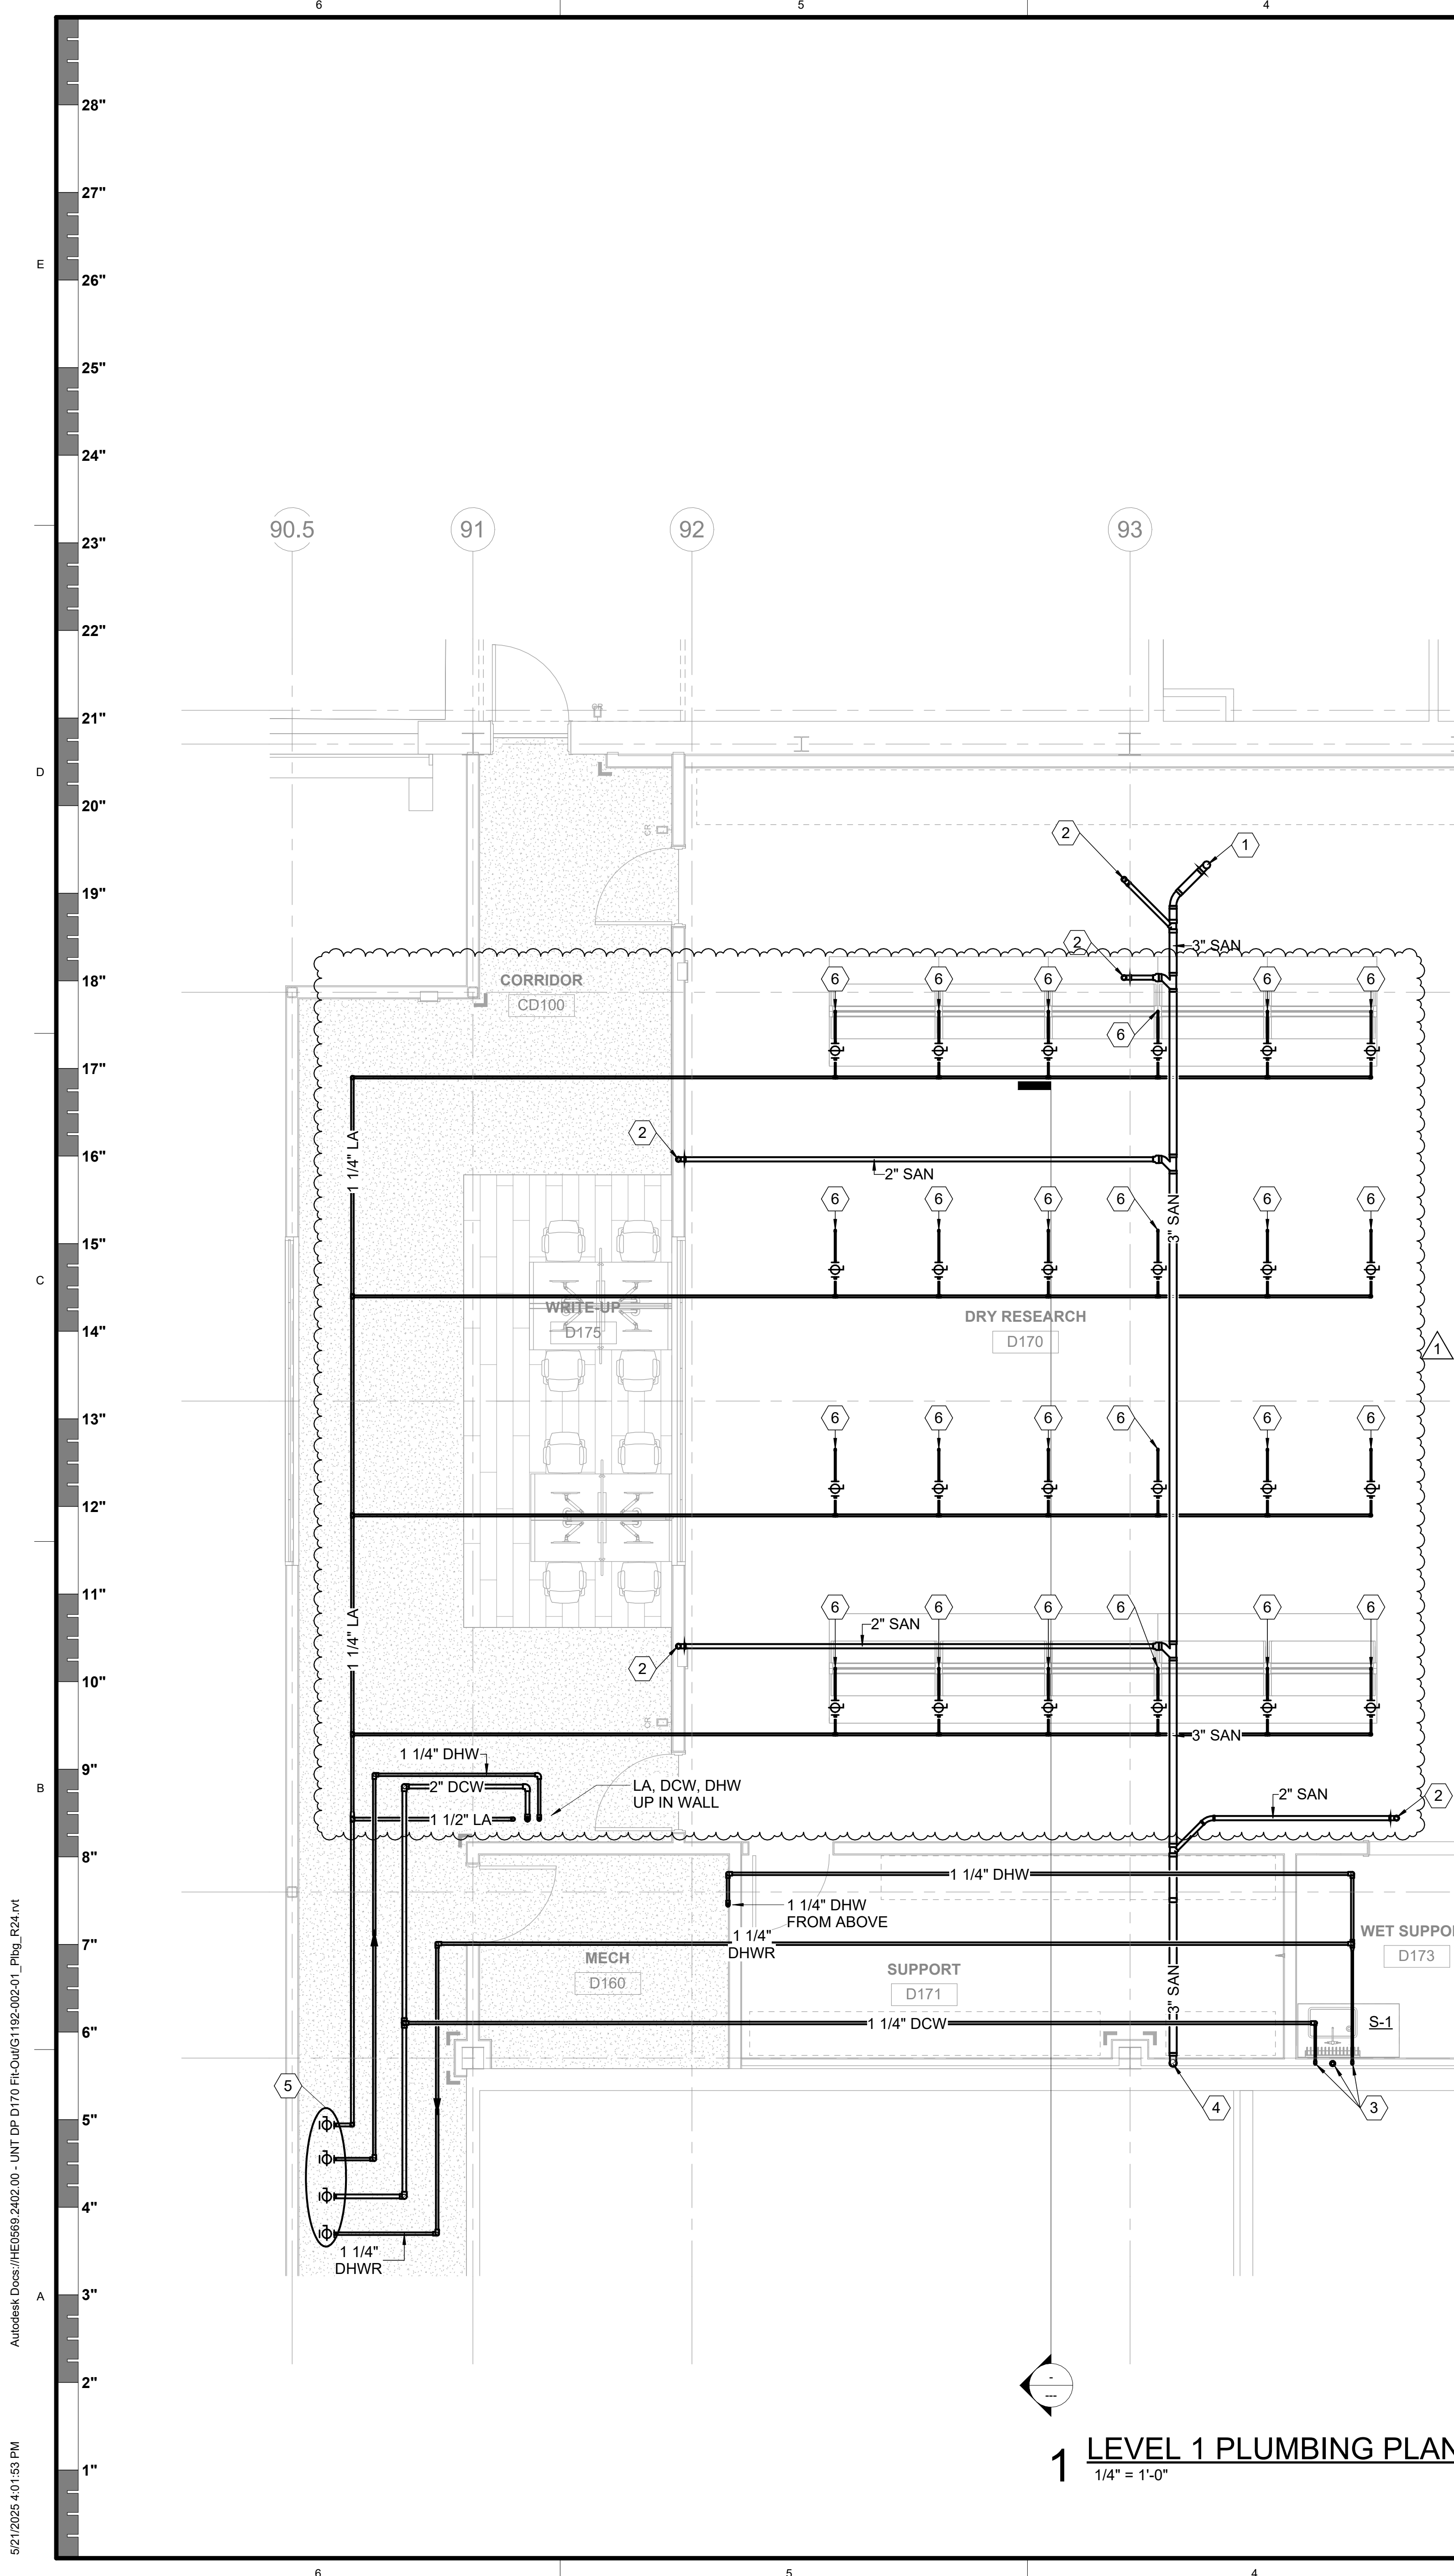 6
5
4
28"
27"
E
26"
25"
24"
90.5
91
92
93
23"
22"
21"
D
20"
CR
2
1
19"
2
3" SAN
18"
CORRIDOR
CD100
6
6
6
6
6
6
17"
2
16"
1 1/4" LA
2" SAN
3" SAN
6
6
6
6
6
6
15"
C
WRITE-UP
D175
DRY RESEARCH
D170
14"
1
13"
6
6
6
6
6
6
12"
11"
1 1/4" LA
6
6
6
6
6
6
2" SAN
2
10"
CR
3" SAN
9"
1 1/4" DHW
B
2" DCW
LA, DCW, DHW
UP IN WALL
1 1/2" LA
2" SAN
2
8"
1 1/4" DHW
1 1/4" DHW
FROM ABOVE
7"
1 1/4"
DHWR
MECH
D160
SUPPORT
D171
WET SUPPO
D173
3" SAN
6"
1 1/4" DCW
S-1
5
4
3
5"
4"
1 1/4"
DHWR
A
3"
2"
-
---
1
LEVEL 1 PLUMBING PLAN
1/4" = 1'-0"
1"
Autodesk Docs://HE0569.2402.00 - UNT DP D170 Fit-Out/G1192-002-01_Plbg_R24.rvt
5/21/2025 4:01:53 PM
6
5
4